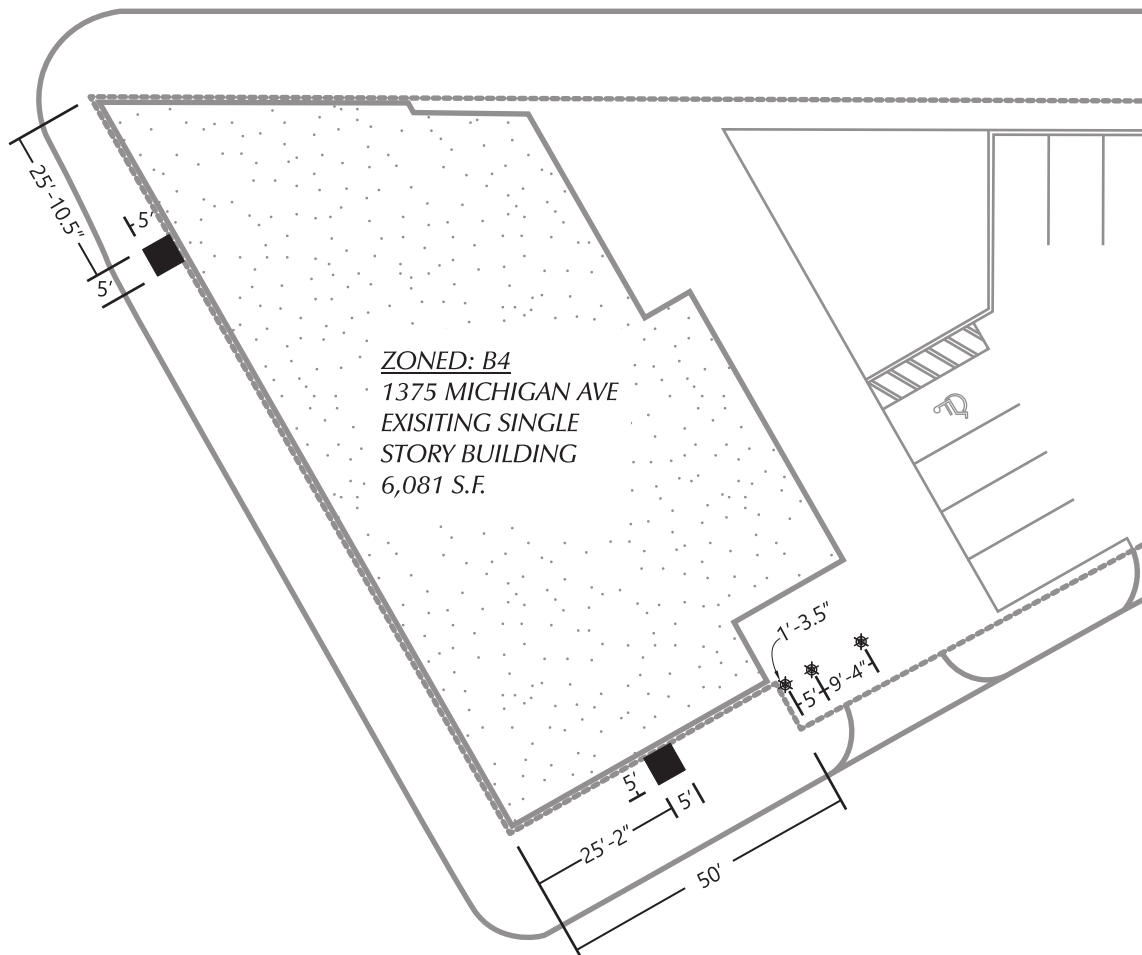 25'-10.5"
5'
5'
ZONED: B4
1375 MICHIGAN AVE
EXISITING SINGLE
STORY BUILDING
6,081 S.F.
1'-3.5"
5'
9'-4"
5'
5'
25'-2"
50'